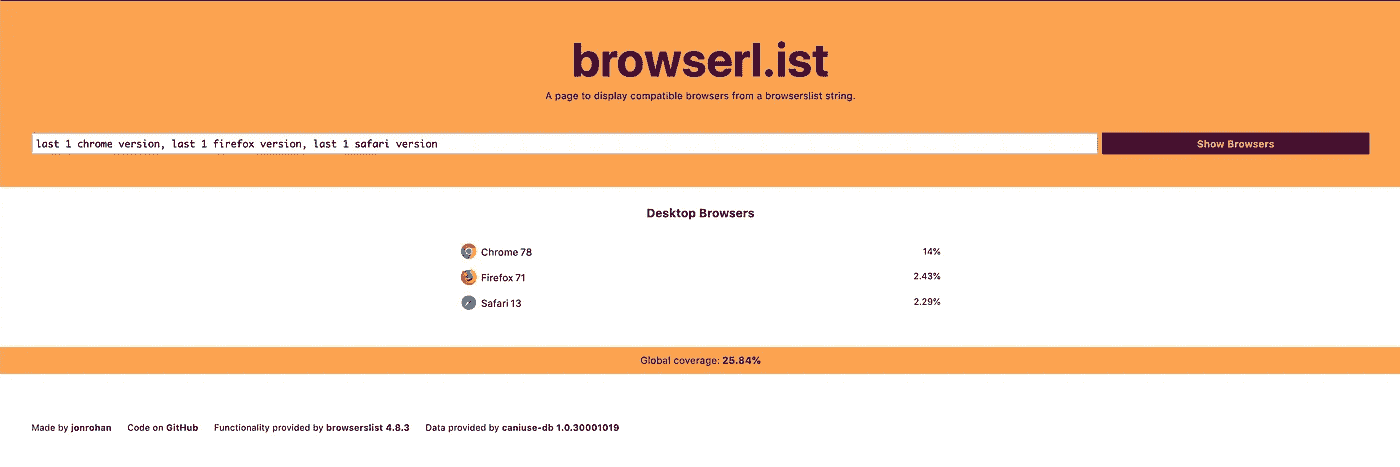 browserl.ist
A page to display compatible browsers from a browserslist string.
last 1 chrome version, last 1 firefox version, last 1 safari version
Show Browsers
Desktop Browsers
Chrome 78 14%
Firefox 71 2.43%
Safari 13 2.29%
Global coverage: 25.84%
Made by jonrohan Code on GitHub Functionality provided by browserslist 4.8.3 Data provided by caniuse-db 1.0.30001019